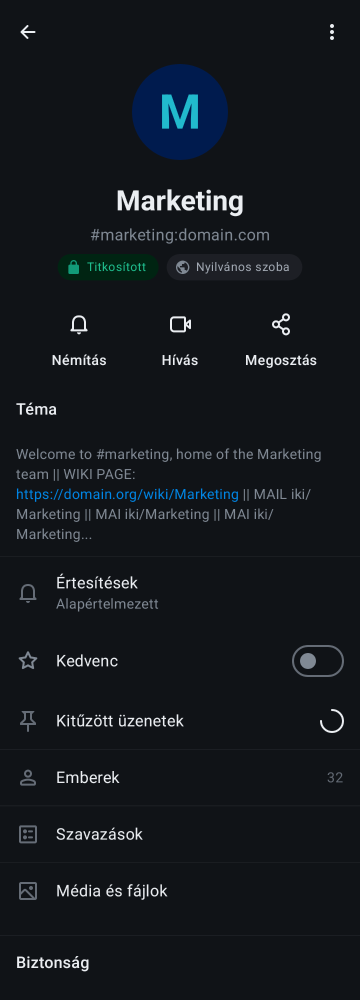 M
Marketing
#marketing:domain.com
Titkosított
Nyilvános szoba
Némítás
Hívás
Megosztás
Téma
Welcome to #marketing, home of the Marketing
team || WIKI PAGE:
https://domain.org/wiki/Marketing || MAIL iki/
Marketing || MAI iki/Marketing || MAI iki/
Marketing...
Értesítések
Alapértelmezett
Kedvenc
Kitűzött üzenetek
Emberek
32
Szavazások
Média és fájlok
Biztonság